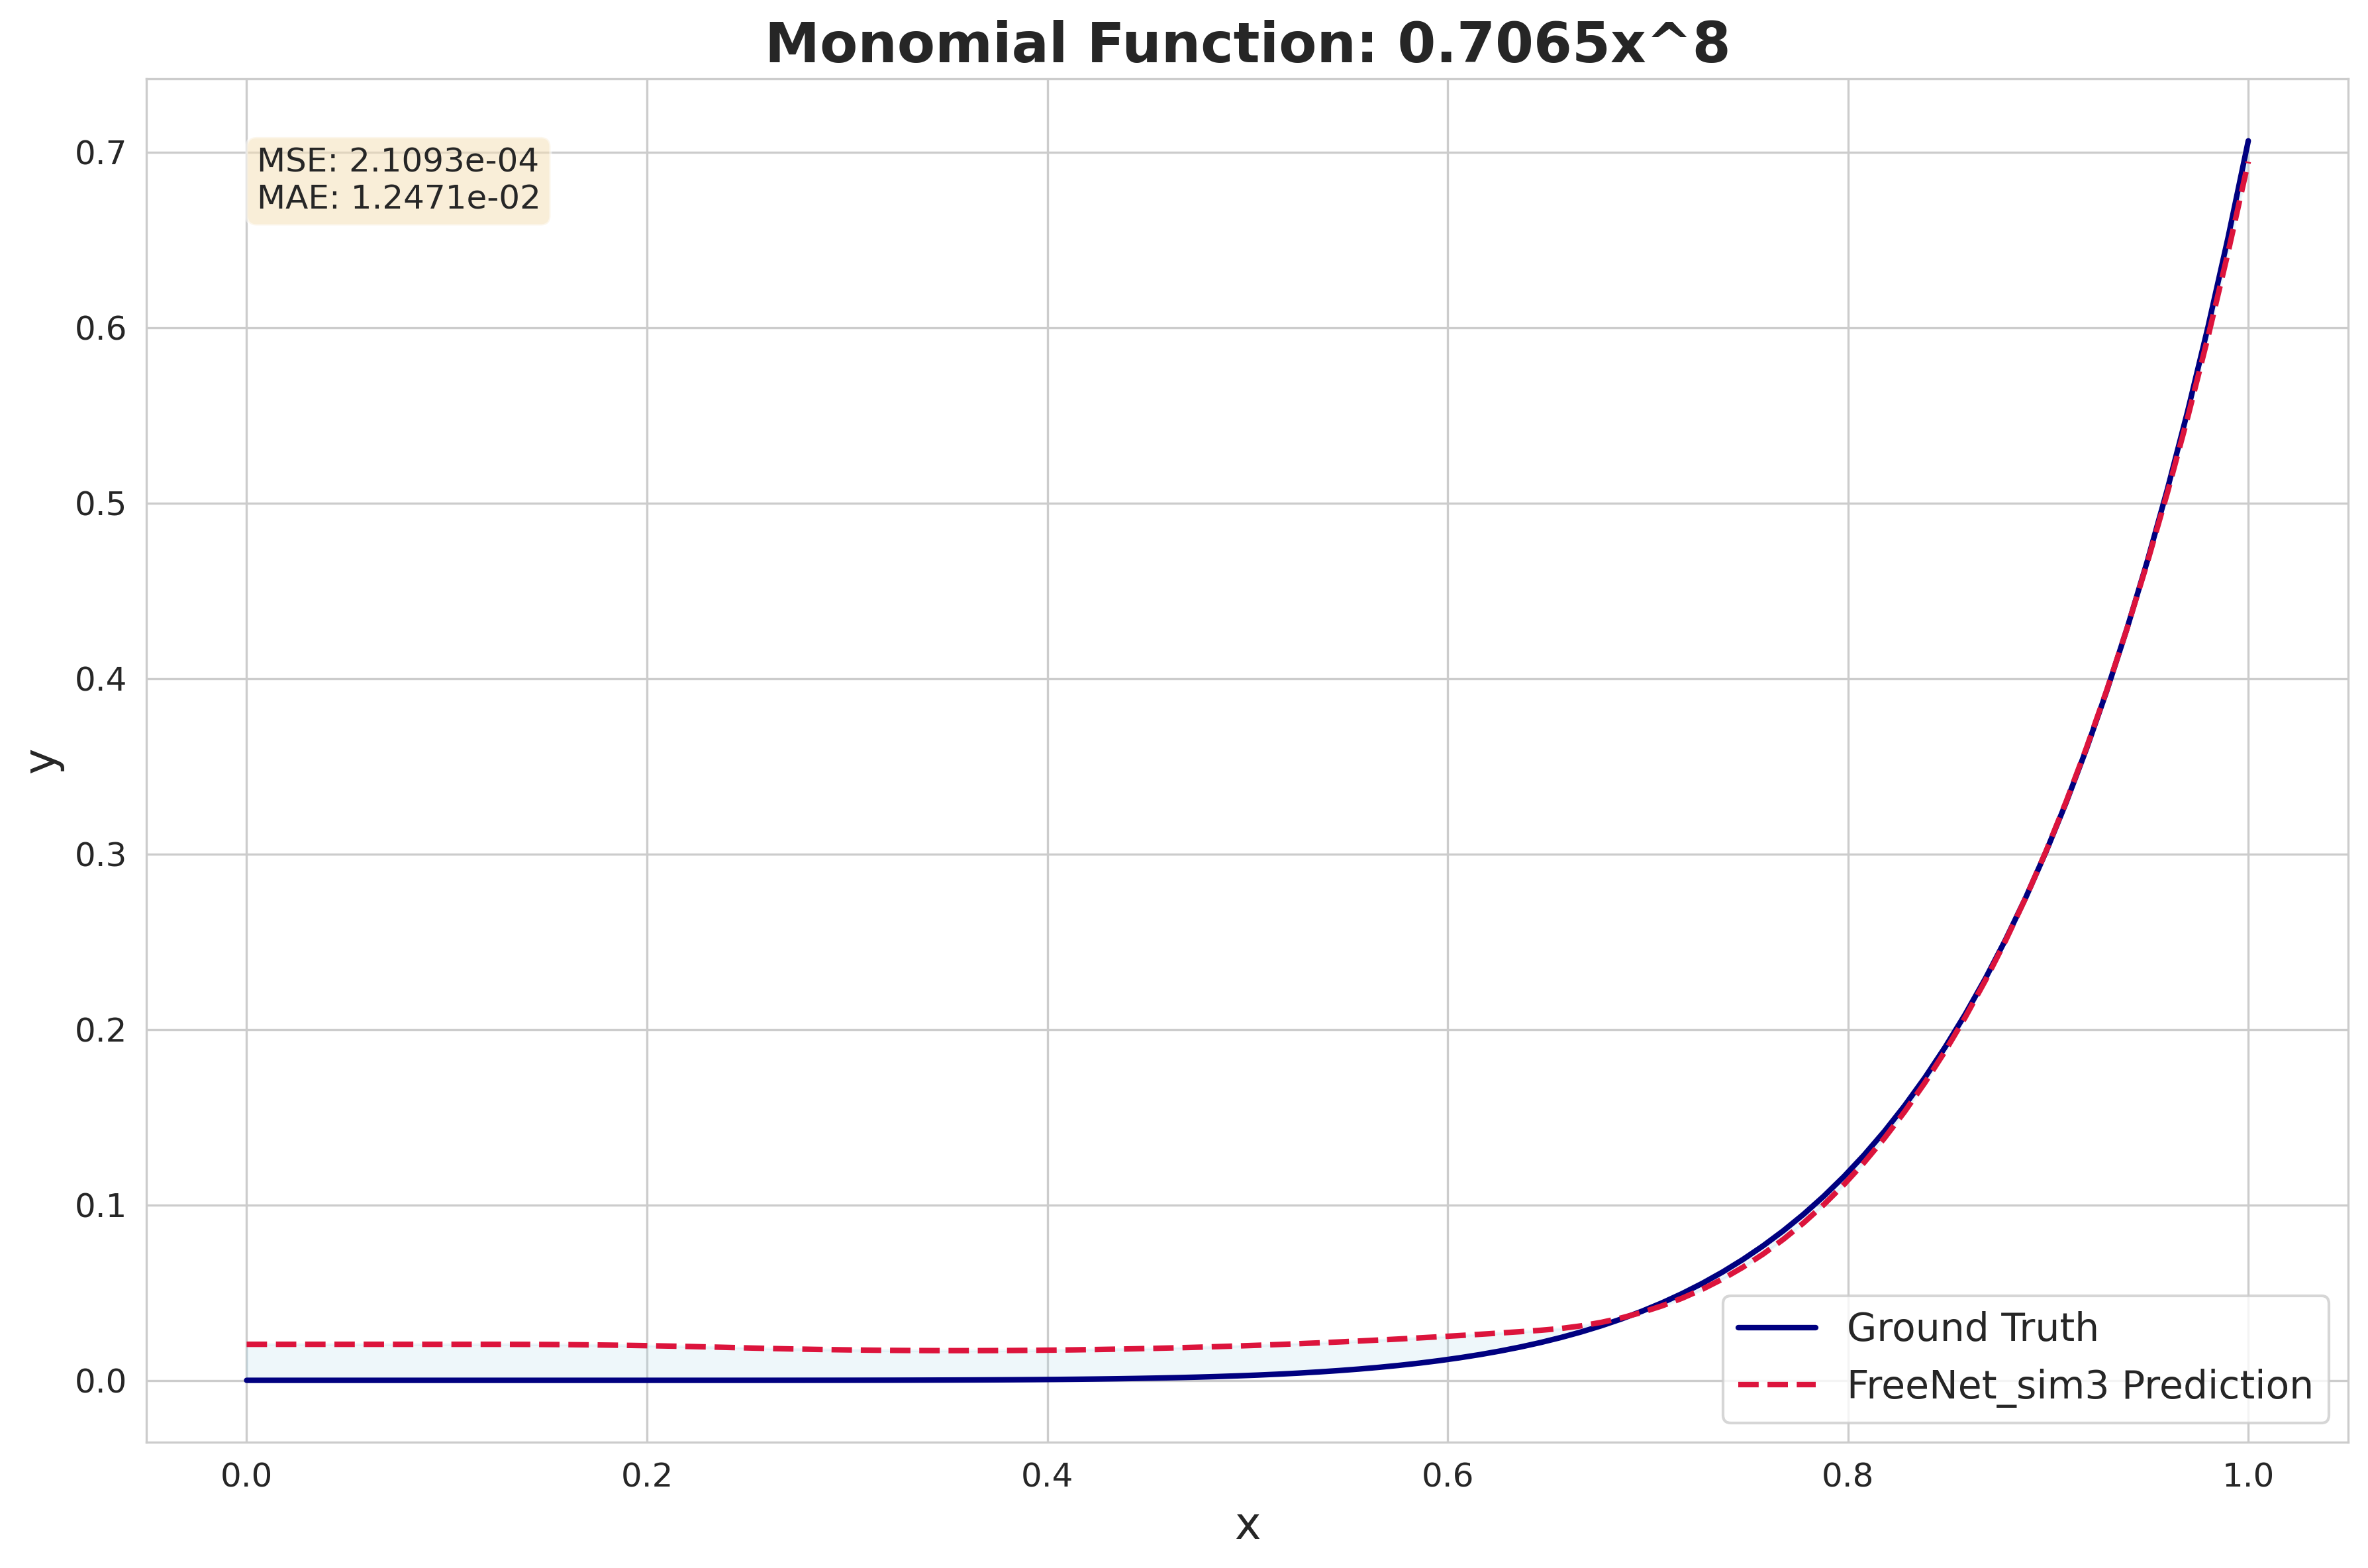 Monomial Function: 0.7065x^8
MSE: 2.1093e-04
MAE: 1.2471e-02
0.7
0.6
0.5
0.4
0.3
0.2
0.1
0.0
y
Ground Truth
FreeNet_sim3 Prediction
0.0 0.2 0.4 0.6 0.8 1.0
x